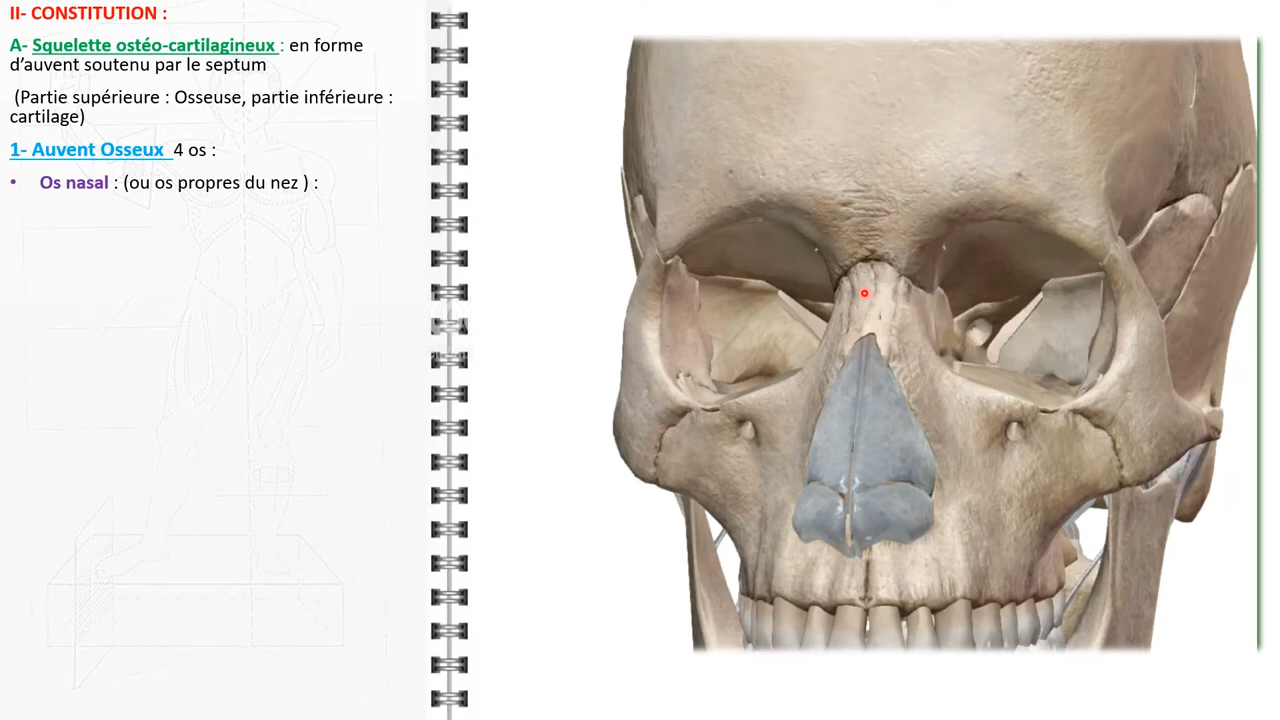 II- CONSTITUTION :
A- Squelette ostéo-cartilagineux : en forme
d’auvent soutenu par le septum
(Partie supérieure : Osseuse, partie inférieure :
cartilage)
1- Auvent Osseux 4 os :
• Os nasal : (ou os propres du nez ) :